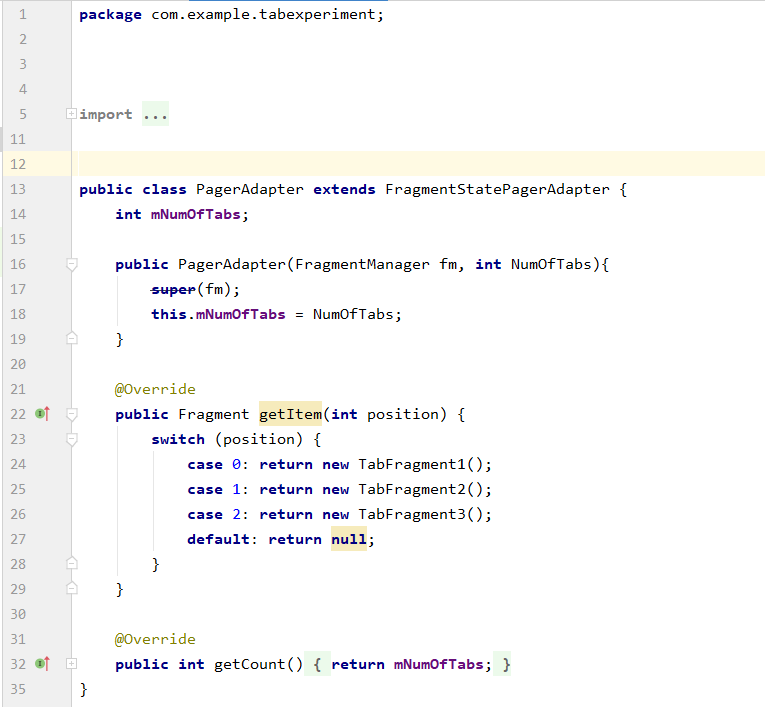 1 package com.example.tabexperiment;
2
3
4
5 import ...
11
12
13 public class PagerAdapter extends FragmentStatePagerAdapter {
14     int mNumOfTabs;
15
16     public PagerAdapter(FragmentManager fm, int NumOfTabs){
17         super(fm);
18         this.mNumOfTabs = NumOfTabs;
19     }
20
21     @Override
22     public Fragment getItem(int position) {
23         switch (position) {
24             case 0: return new TabFragment1();
25             case 1: return new TabFragment2();
26             case 2: return new TabFragment3();
27             default: return null;
28         }
29     }
30
31     @Override
32     public int getCount() { return mNumOfTabs; }
35 }